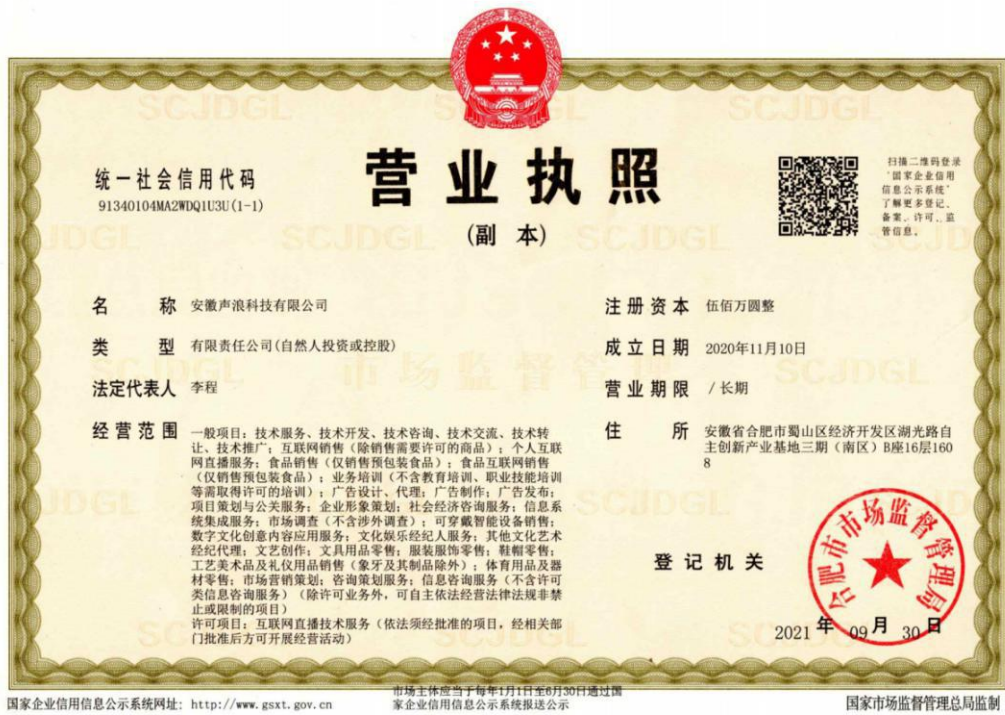 营业执照
(副 本)
统一社会信用代码
91340104MA2WDQ1U3U(1-1)
扫描二维码登录
“国家企业信用
信息公示系统”
了解更多登记、
备案、许可、监
管信息。
名 称 安徽声浪科技有限公司
类 型 有限责任公司(自然人投资或控股)
法定代表人 李程
经营范围 一般项目：技术服务、技术开发、技术咨询、技术交流、技术转
让、技术推广；互联网销售（除销售需要许可的商品）；个人互联
网直播服务；食品销售（仅销售预包装食品）；食品互联网销售
（仅销售预包装食品）；业务培训（不含教育培训、职业技能培训
等需取得许可的培训）；广告设计、代理；广告制作；广告发布；
项目策划与公关服务；企业形象策划；社会经济咨询服务；信息系
统集成服务；市场调查（不含涉外调查）；可穿戴智能设备销售；
数字文化创意内容应用服务；文化娱乐经纪人服务；其他文化艺术
经纪代理；文艺创作；文具用品零售；服装服饰零售；鞋帽零售；
工艺美术品及礼仪用品销售（象牙及其制品除外）；体育用品及器
材零售；市场营销策划；咨询策划服务；信息咨询服务（不含许可
类信息咨询服务）（除许可业务外，可自主依法经营法律法规非禁
止或限制的项目）
许可项目：互联网直播技术服务（依法须经批准的项目，经相关部
门批准后方可开展经营活动）
注册资本 伍佰万圆整
成立日期 2020年11月10日
营业期限 / 长期
住 所 安徽省合肥市蜀山区经济开发区湖光路自
主创新产业基地三期（南区）B座16层160
8
登记机关
合肥市市场监督管理局
2021 年 09 月 30 日
SCJDGL
市场监督管理
国家企业信用信息公示系统网址: http://www.gsxt.gov.cn
市场主体应当于每年1月1日至6月30日通过国
家企业信用信息公示系统报送公示
国家市场监督管理总局监制